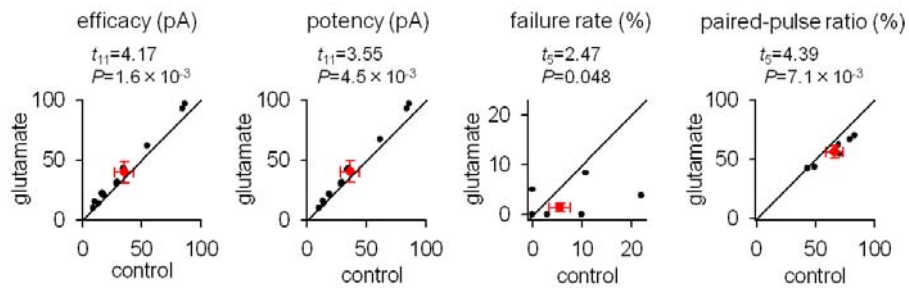 efficacy (pA)
t₁₁=4.17
P=1.6 × 10⁻³
100
50
0
glutamate
0 50 100
control
potency (pA)
t₁₁=3.55
P=4.5 × 10⁻³
100
50
0
glutamate
0 50 100
control
failure rate (%)
t₅=2.47
P=0.048
20
10
0
glutamate
0 10 20
control
paired-pulse ratio (%)
t₅=4.39
P=7.1 × 10⁻³
100
50
0
glutamate
0 50 100
control